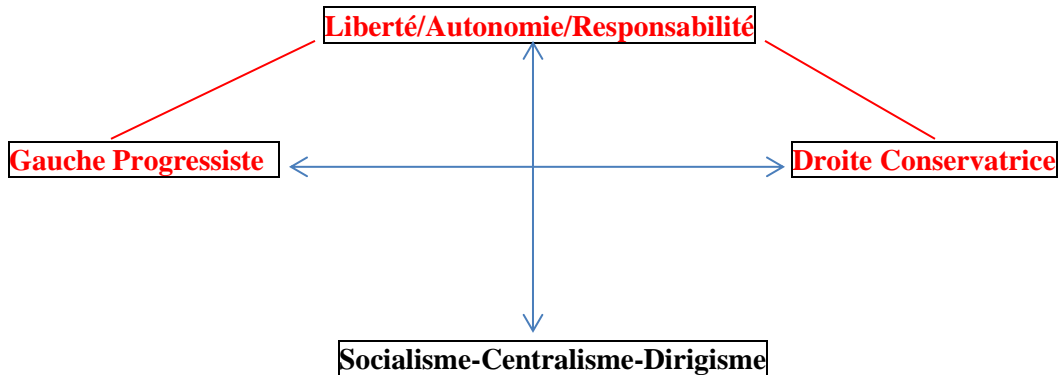 Liberté/Autonomie/Responsabilité
Gauche Progressiste
Droite Conservatrice
Socialisme-Centralisme-Dirigisme